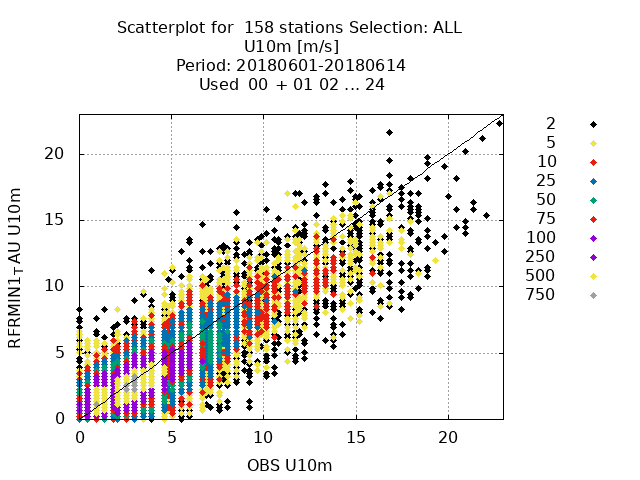 Scatterplot for 158 stations Selection: ALL
U10m [m/s]
Period: 20180601-20180614
Used 00 + 01 02 ... 24
RFRMIN1T AU U10m
20
15
10
5
0
0 5 10 15 20
OBS U10m
2
5
10
25
50
75
100
250
500
750